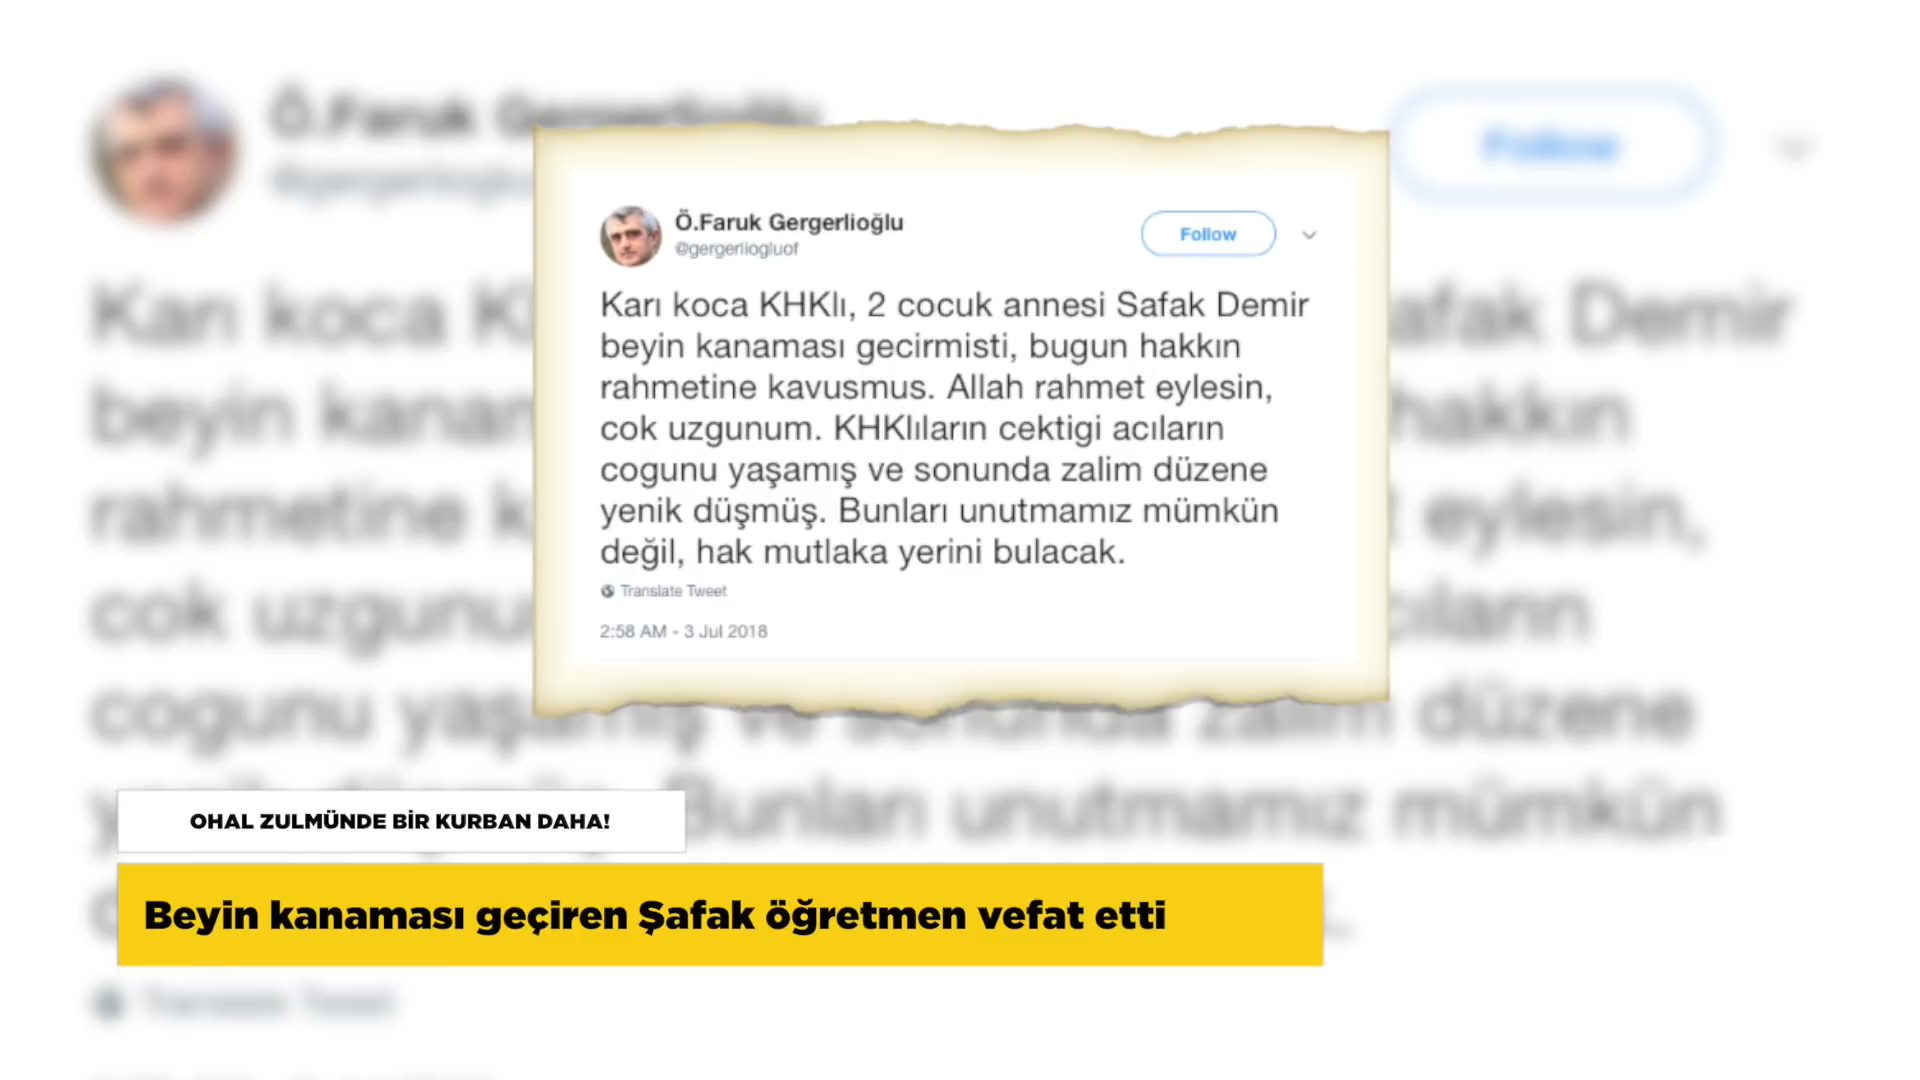 Ö.Faruk Gergerlioğlu
@gergerliogluof
Follow
Karı koca KHKlı, 2 cocuk annesi Safak Demir
beyin kanaması gecirmisti, bugun hakkın
rahmetine kavusmus. Allah rahmet eylesin,
cok uzgunum. KHKlıların cektigi acıların
cogunu yaşamış ve sonunda zalim düzene
yenik düşmüş. Bunları unutmamız mümkün
değil, hak mutlaka yerini bulacak.
Translate Tweet
2:58 AM - 3 Jul 2018
OHAL ZULMÜNDE BİR KURBAN DAHA!
Beyin kanaması geçiren Şafak öğretmen vefat etti